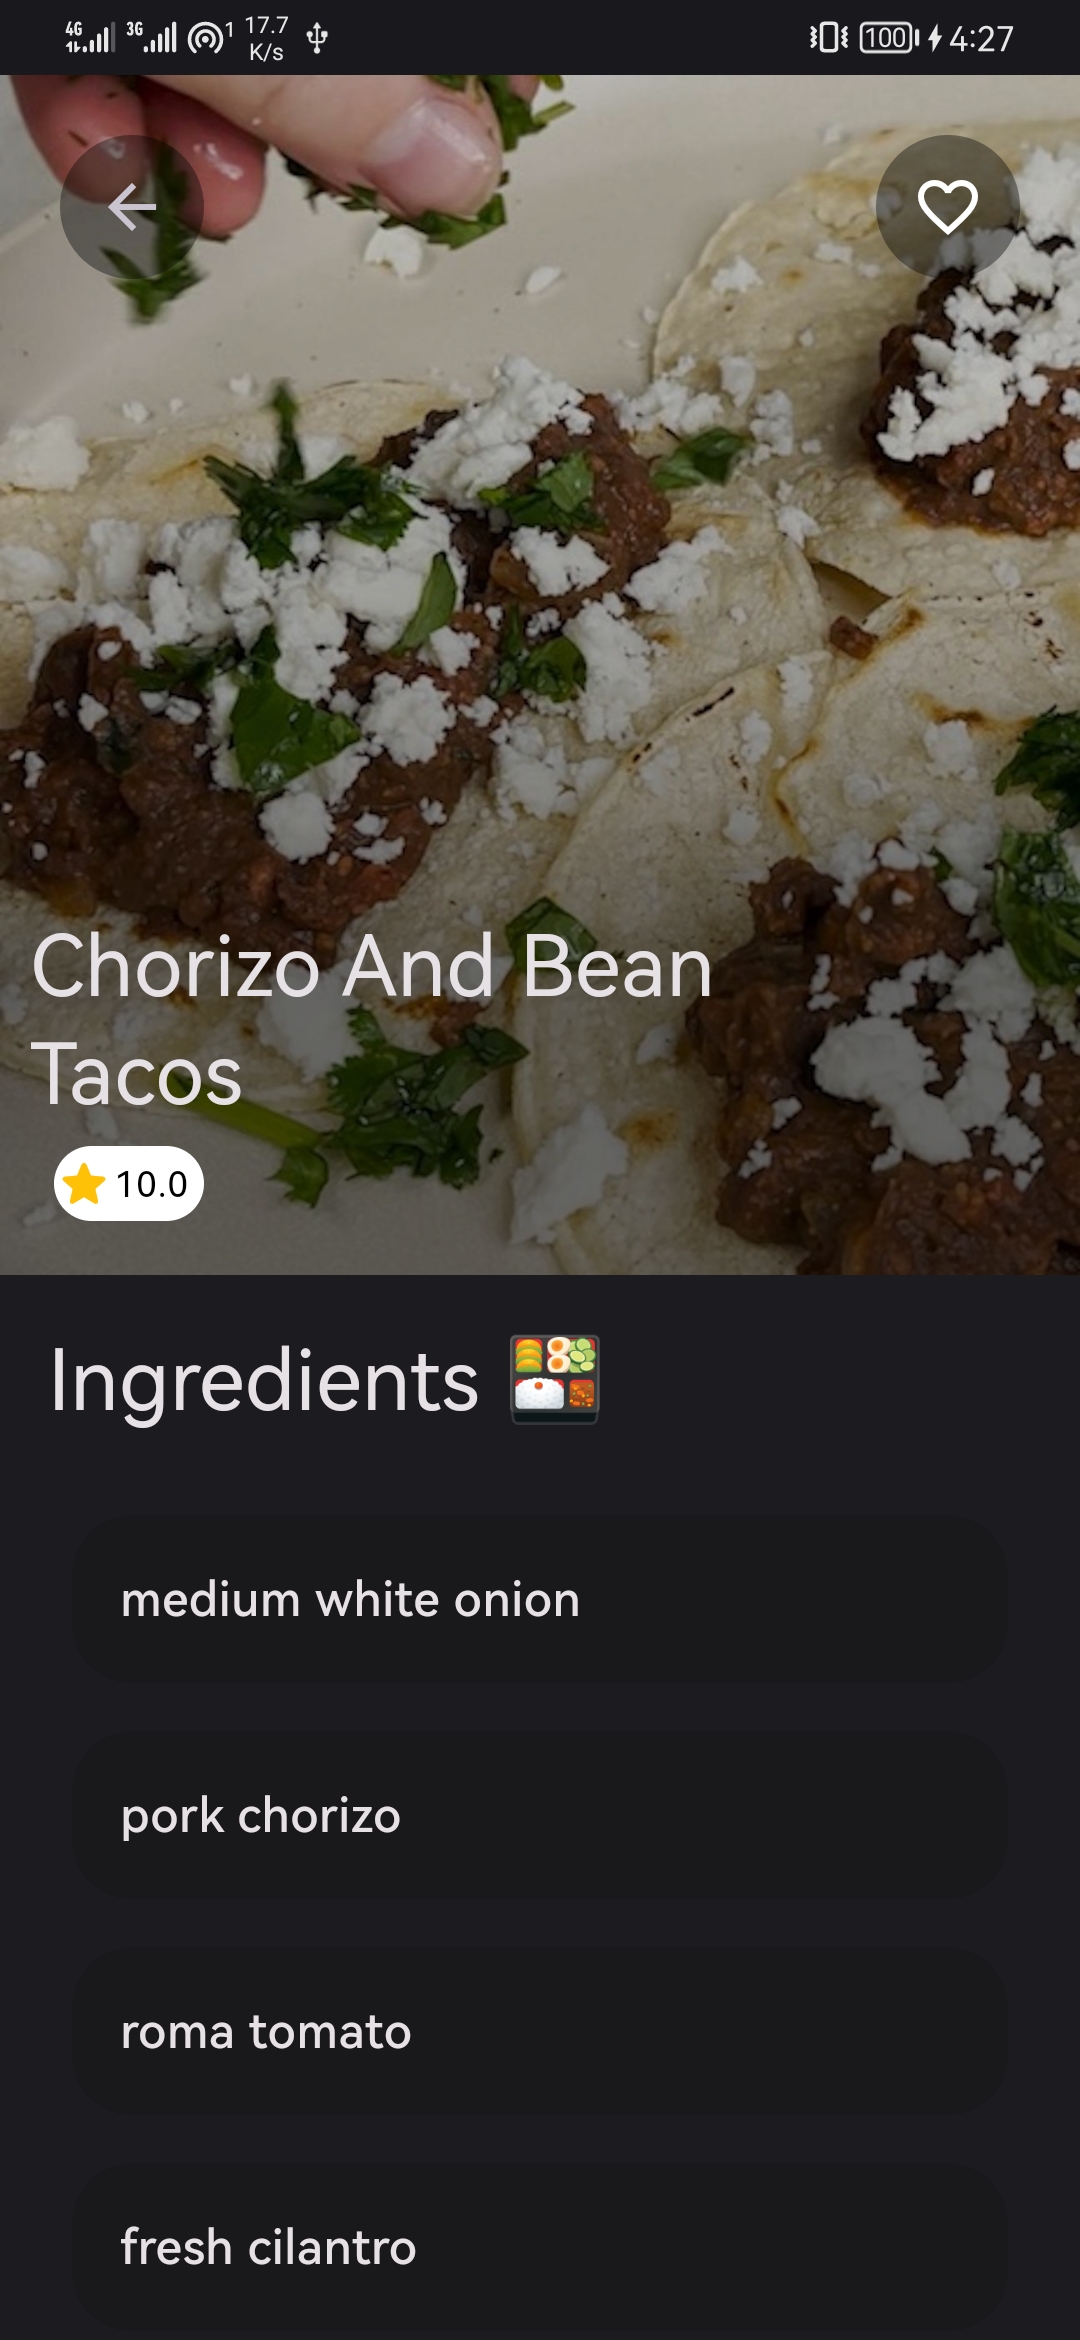 4G 3G 1 17.7 K/s 100 4:27
Chorizo And Bean
Tacos
10.0
Ingredients 🍱
medium white onion
pork chorizo
roma tomato
fresh cilantro